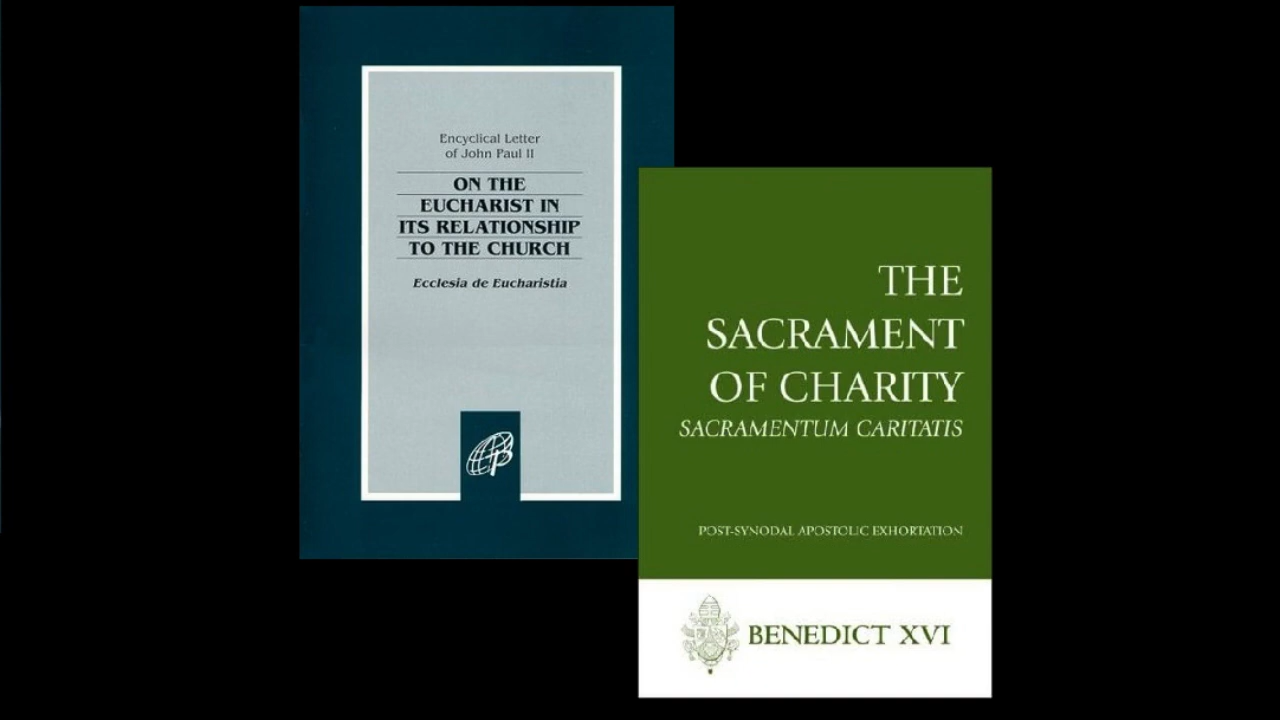 Encyclical Letter
of John Paul II
ON THE
EUCHARIST IN
ITS RELATIONSHIP
TO THE CHURCH
Ecclesia de Eucharistia
THE
SACRAMENT
OF CHARITY
SACRAMENTUM CARITATIS
POST-SYNODAL APOSTOLIC EXHORTATION
BENEDICT XVI